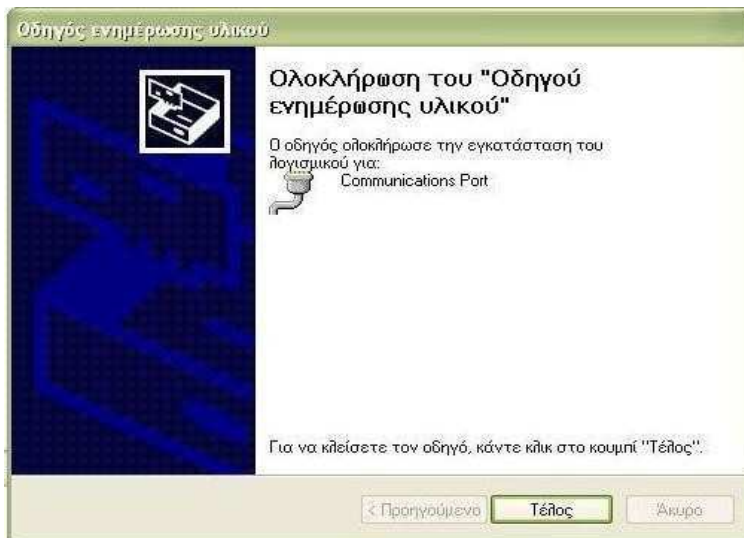 Οδηγός ενημέρωσης υλικού
Ολοκλήρωση του "Οδηγού
ενημέρωσης υλικού"
Ο οδηγός ολοκλήρωσε την εγκατάσταση του
λογισμικού για:
Communications Port
Για να κλείσετε τον οδηγό, κάντε κλικ στο κουμπί "Τέλος".
< Προηγούμενο
Τέλος
Άκυρο